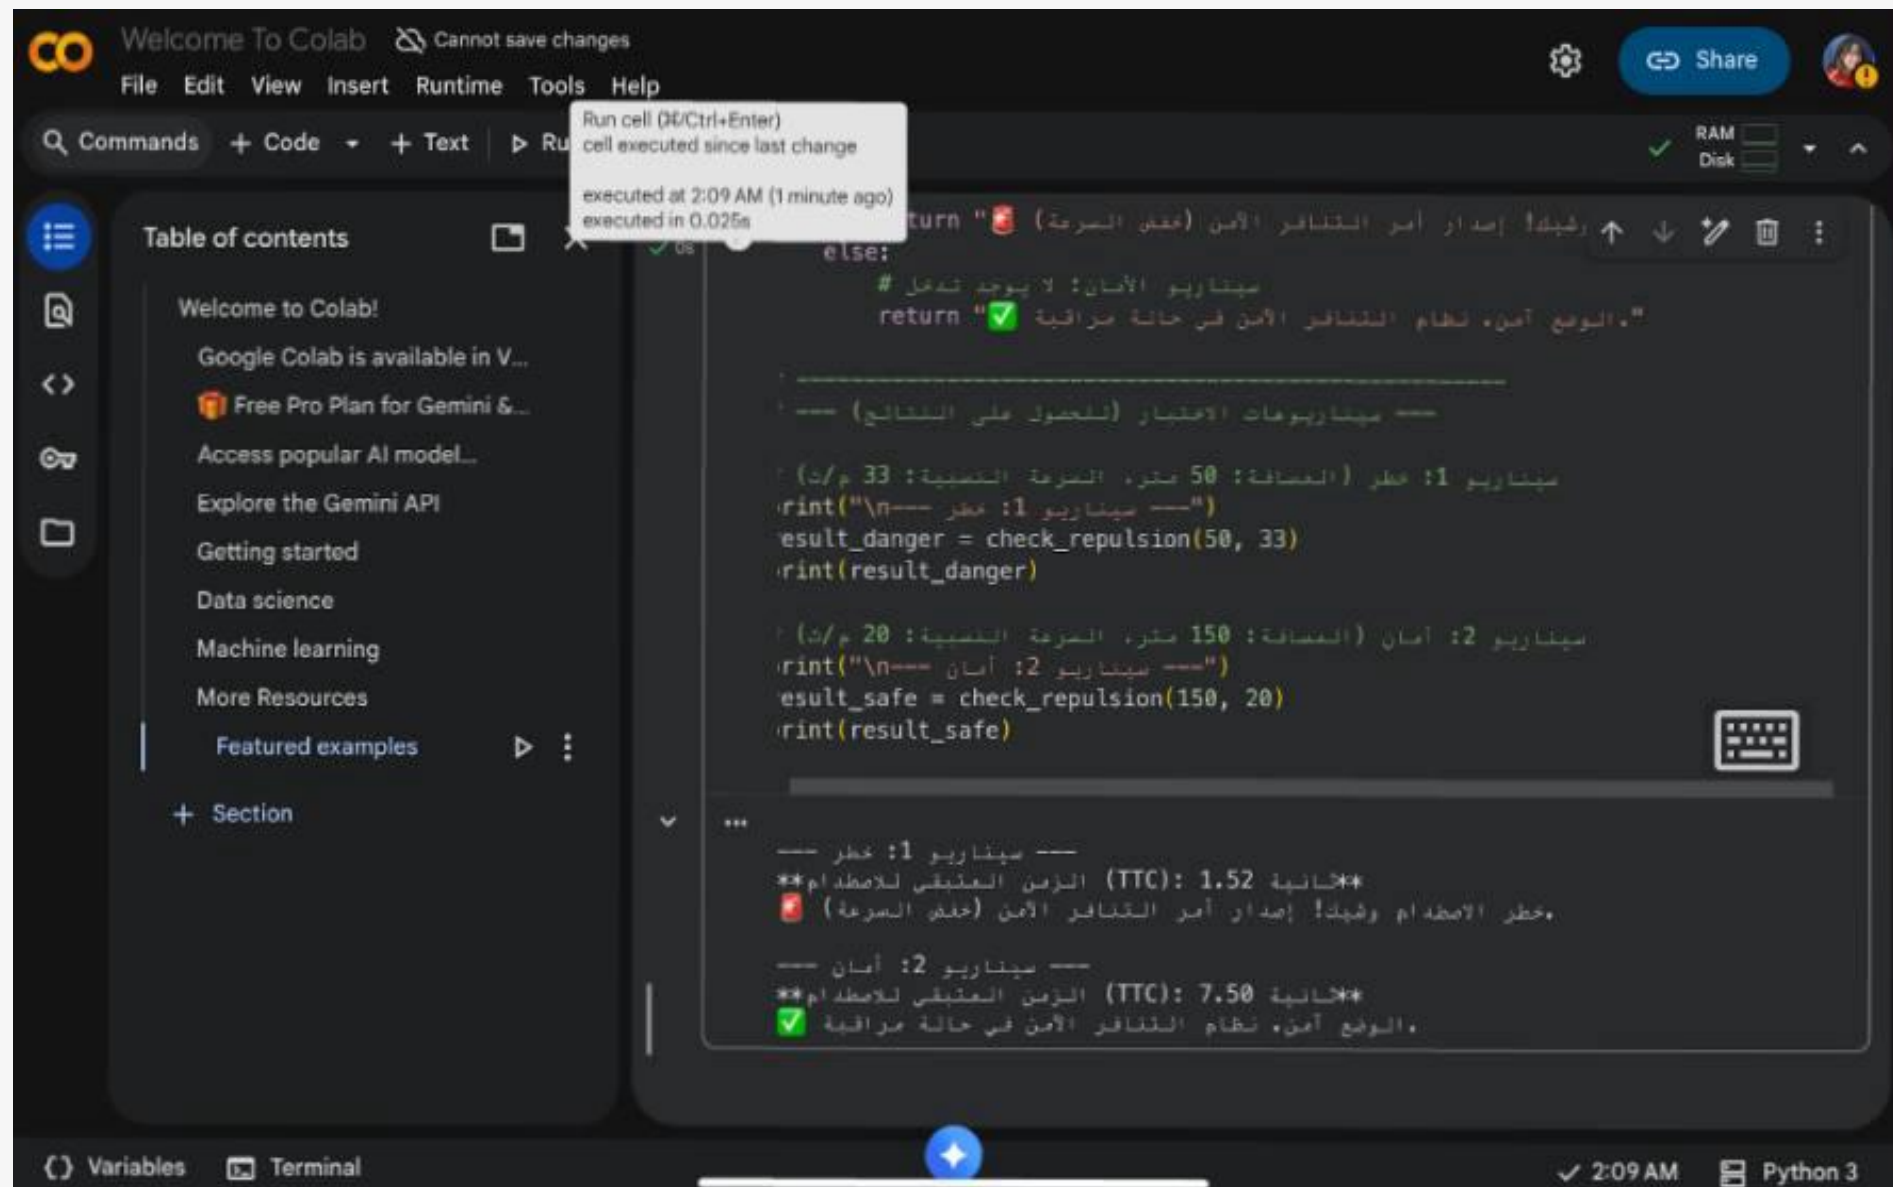 Welcome To Colab
Cannot save changes
File Edit View Insert Runtime Tools Help
Share
Commands + Code + Text Ru
Run cell (⌘/Ctrl+Enter)
cell executed since last change
executed at 2:09 AM (1 minute ago)
executed in 0.025s
RAM
Disk
Table of contents
Welcome to Colab!
Google Colab is available in V...
Free Pro Plan for Gemini &...
Access popular AI model...
Explore the Gemini API
Getting started
Data science
Machine learning
More Resources
Featured examples
+ Section
0s
turn "🚨 وشيك! إصدار أمر التنافر الآمن (خفض السرعة)
else:
# سيناريو الأمان: لا يوجد تدخل
return "✅ الوضع آمن. نظام التنافر الآمن في حالة مراقبة."
--- سيناريوهات الاختبار (للحصول على النتائج) ---
سيناريو 1: خطر (المسافة: 50 متر، السرعة النسبية: 33 م/ث)
rint("\n--- سيناريو 1: خطر ---")
esult_danger = check_repulsion(50, 33)
rint(result_danger)
سيناريو 2: أمان (المسافة: 150 متر، السرعة النسبية: 20 م/ث)
rint("\n--- سيناريو 2: أمان ---")
esult_safe = check_repulsion(150, 20)
rint(result_safe)
--- سيناريو 1: خطر ---
**الزمن المتبقي للاصطدام (TTC): 1.52 ثانية**
🚨 خطر الاصطدام وشيك! إصدار أمر التنافر الآمن (خفض السرعة).
--- سيناريو 2: أمان ---
**الزمن المتبقي للاصطدام (TTC): 7.50 ثانية**
✅ الوضع آمن. نظام التنافر الآمن في حالة مراقبة.
Variables
Terminal
2:09 AM
Python 3